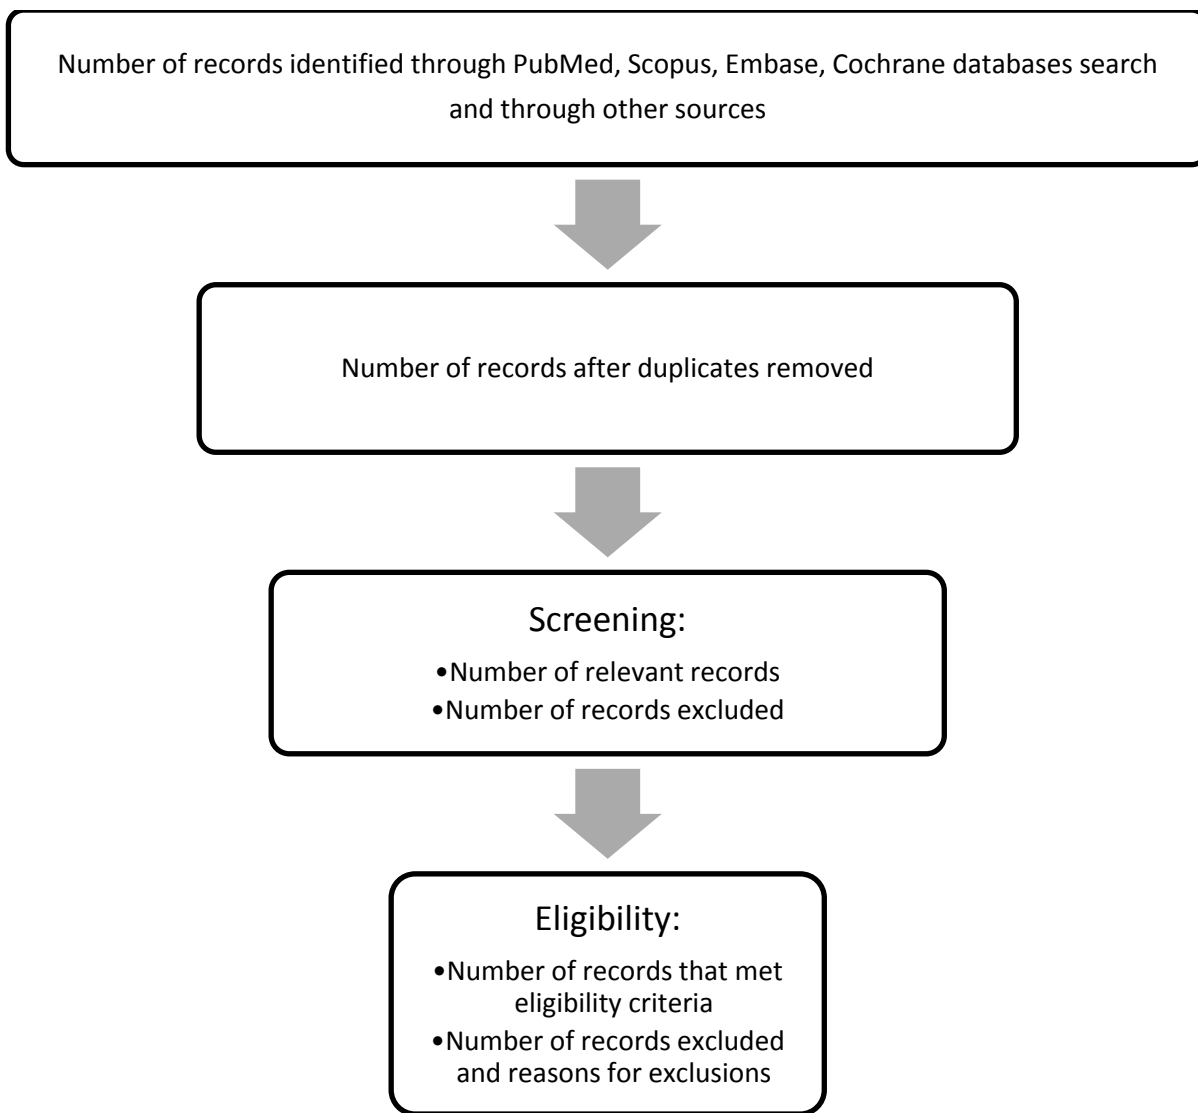 Number of records identified through PubMed, Scopus, Embase, Cochrane databases search
and through other sources
Number of records after duplicates removed
Screening:
•Number of relevant records
•Number of records excluded
Eligibility:
•Number of records that met
eligibility criteria
•Number of records excluded
and reasons for exclusions